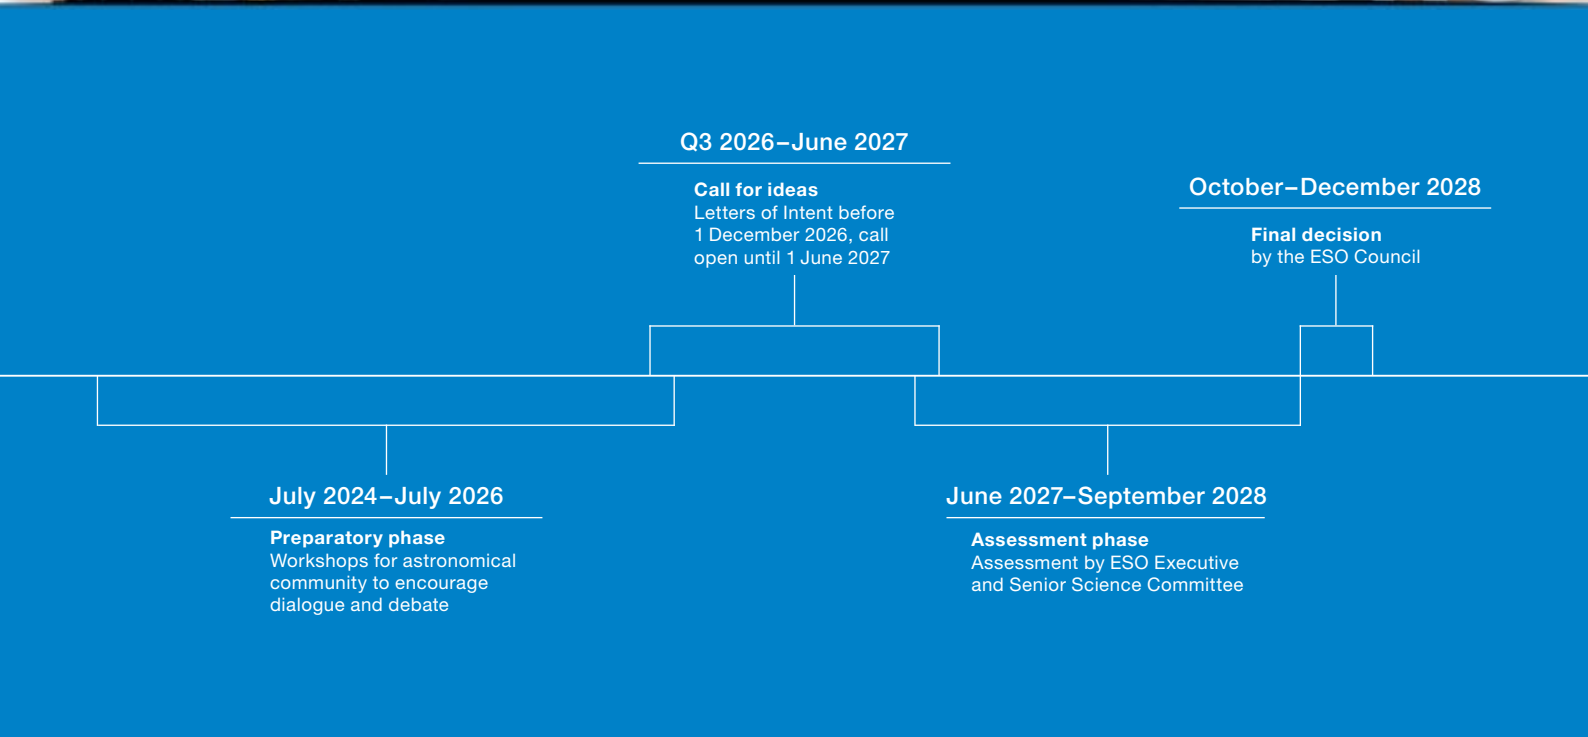 Q3 2026–June 2027
Call for ideas
Letters of Intent before
1 December 2026, call
open until 1 June 2027
October–December 2028
Final decision
by the ESO Council
July 2024–July 2026
Preparatory phase
Workshops for astronomical
community to encourage
dialogue and debate
June 2027–September 2028
Assessment phase
Assessment by ESO Executive
and Senior Science Committee